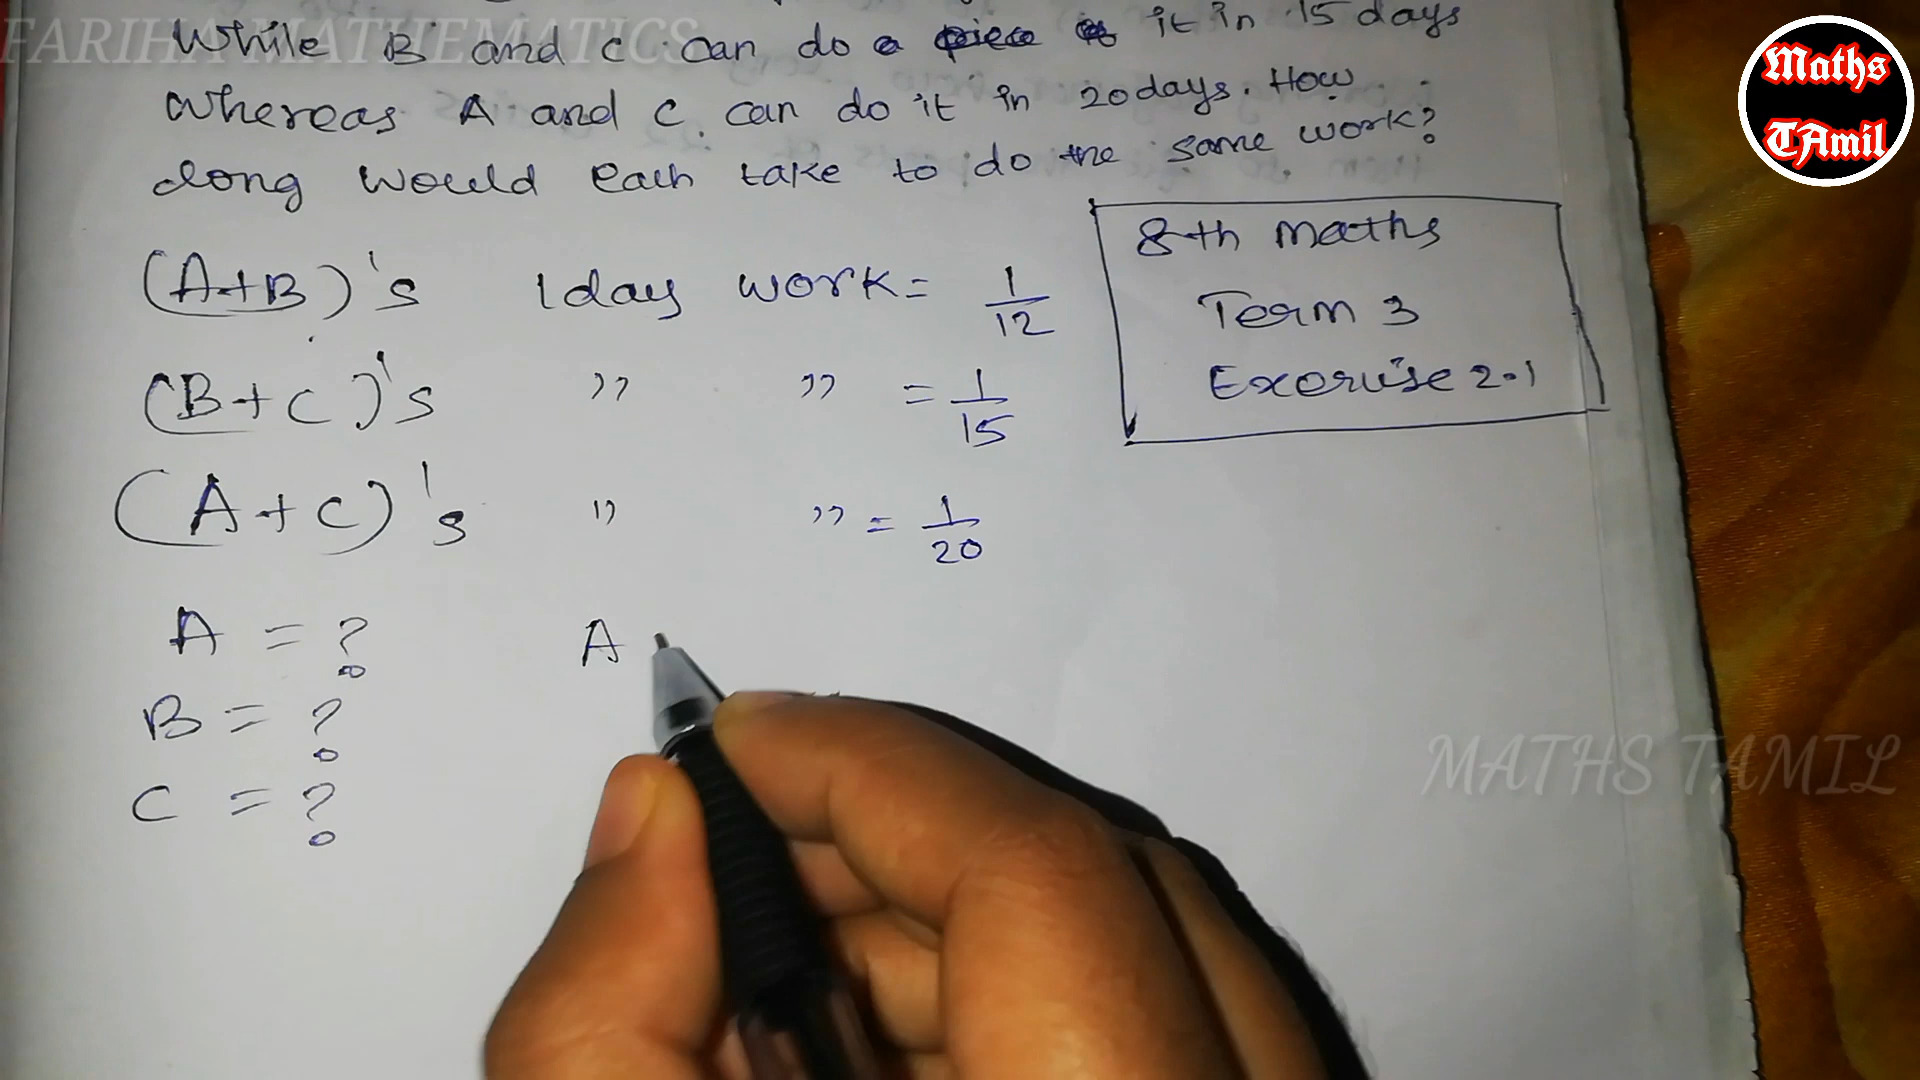 FARIHA MATHEMATICS
While B and C can do a piece of it in 15 days
Whereas A and C can do it in 20 days. How
long would each take to do the same work?
Maths
TAmil
8th maths
Term 3
Exercise 2.1
(A+B)'s 1 day work = 1/12
(B+C)'s " " = 1/15
(A+C)'s " " = 1/20
A = ?
B = ?
C = ?
A
MATHS TAMIL